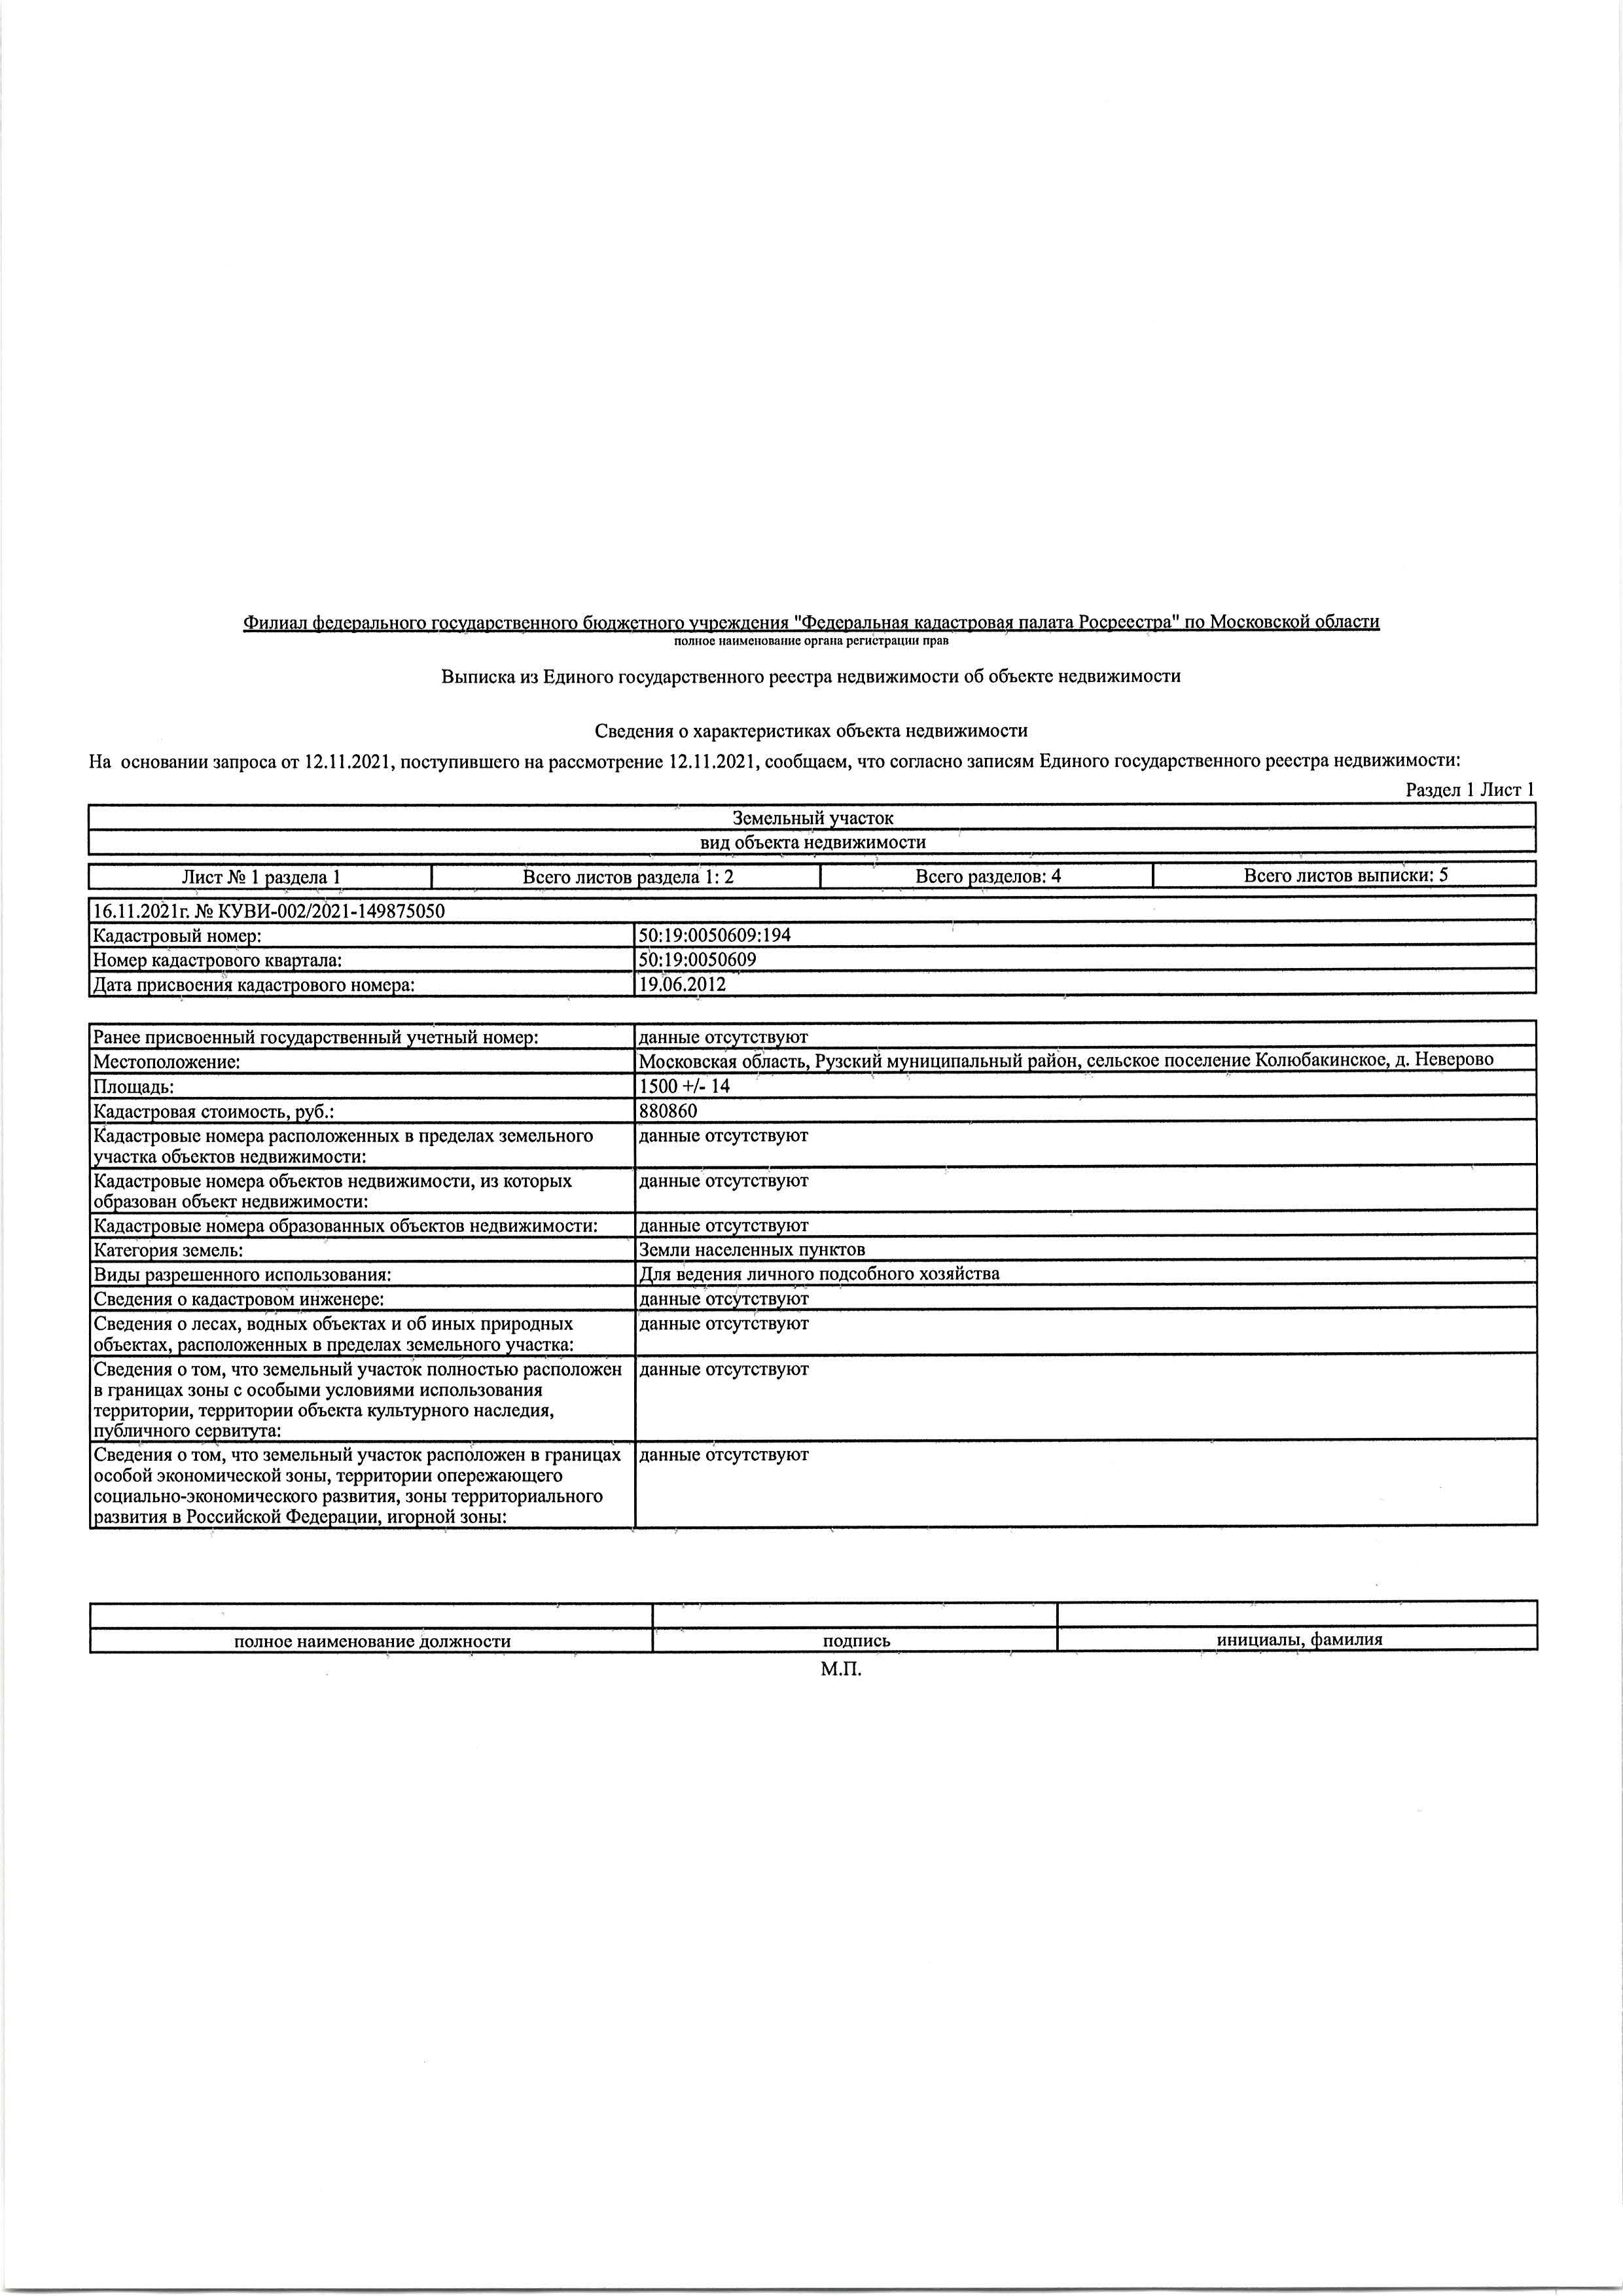 Филиал федерального государственного бюджетного учреждения "Федеральная кадастровая палата Росреестра" по Московской области
полное наименование органа регистрации прав
Выписка из Единого государственного реестра недвижимости об объекте недвижимости
Сведения о характеристиках объекта недвижимости
На основании запроса от 12.11.2021, поступившего на рассмотрение 12.11.2021, сообщаем, что согласно записям Единого государственного реестра недвижимости:
Раздел 1 Лист 1
Земельный участок
вид объекта недвижимости
Лист № 1 раздела 1 Всего листов раздела 1: 2 Всего разделов: 4 Всего листов выписки: 5
16.11.2021г. № КУВИ-002/2021-149875050
Кадастровый номер: 50:19:0050609:194
Номер кадастрового квартала: 50:19:0050609
Дата присвоения кадастрового номера: 19.06.2012
Ранее присвоенный государственный учетный номер: данные отсутствуют
Местоположение: Московская область, Рузский муниципальный район, сельское поселение Колюбакинское, д. Неверово
Площадь: 1500 +/- 14
Кадастровая стоимость, руб.: 880860
Кадастровые номера расположенных в пределах земельного данные отсутствуют
участка объектов недвижимости:
Кадастровые номера объектов недвижимости, из которых данные отсутствуют
образован объект недвижимости:
Кадастровые номера образованных объектов недвижимости: данные отсутствуют
Категория земель: Земли населенных пунктов
Виды разрешенного использования: Для ведения личного подсобного хозяйства
Сведения о кадастровом инженере: данные отсутствуют
Сведения о лесах, водных объектах и об иных природных данные отсутствуют
объектах, расположенных в пределах земельного участка:
Сведения о том, что земельный участок полностью расположен данные отсутствуют
в границах зоны с особыми условиями использования
территории, территории объекта культурного наследия,
публичного сервитута:
Сведения о том, что земельный участок расположен в границах данные отсутствуют
особой экономической зоны, территории опережающего
социально-экономического развития, зоны территориального
развития в Российской Федерации, игорной зоны:
полное наименование должности подпись инициалы, фамилия
М.П.